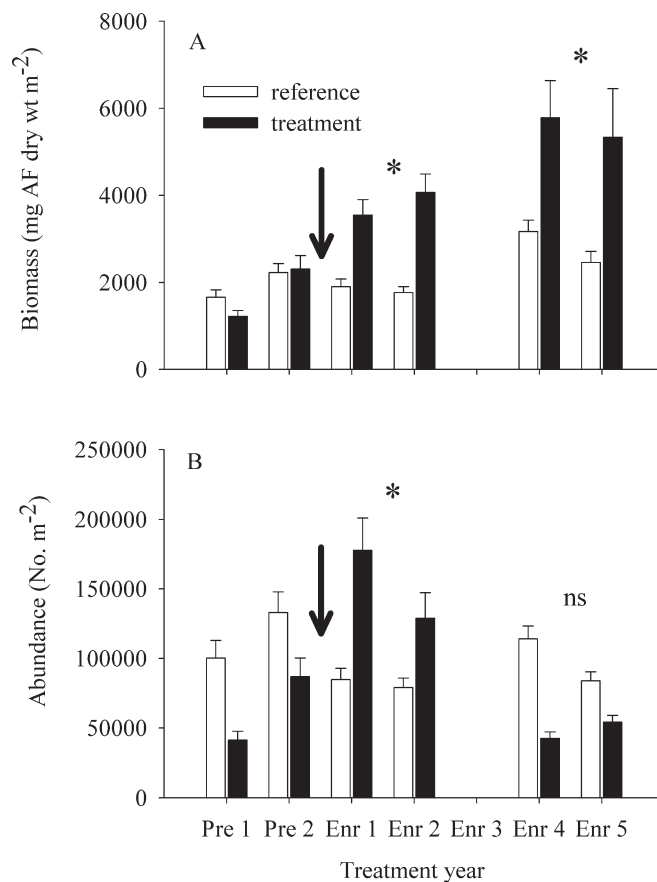 A
reference
treatment
Biomass (mg AF dry wt m-2)
8000
6000
4000
2000
0
*
*
B
Abundance (No. m-2)
250000
200000
150000
100000
50000
0
*
ns
Pre 1 Pre 2 Enr 1 Enr 2 Enr 3 Enr 4 Enr 5
Treatment year